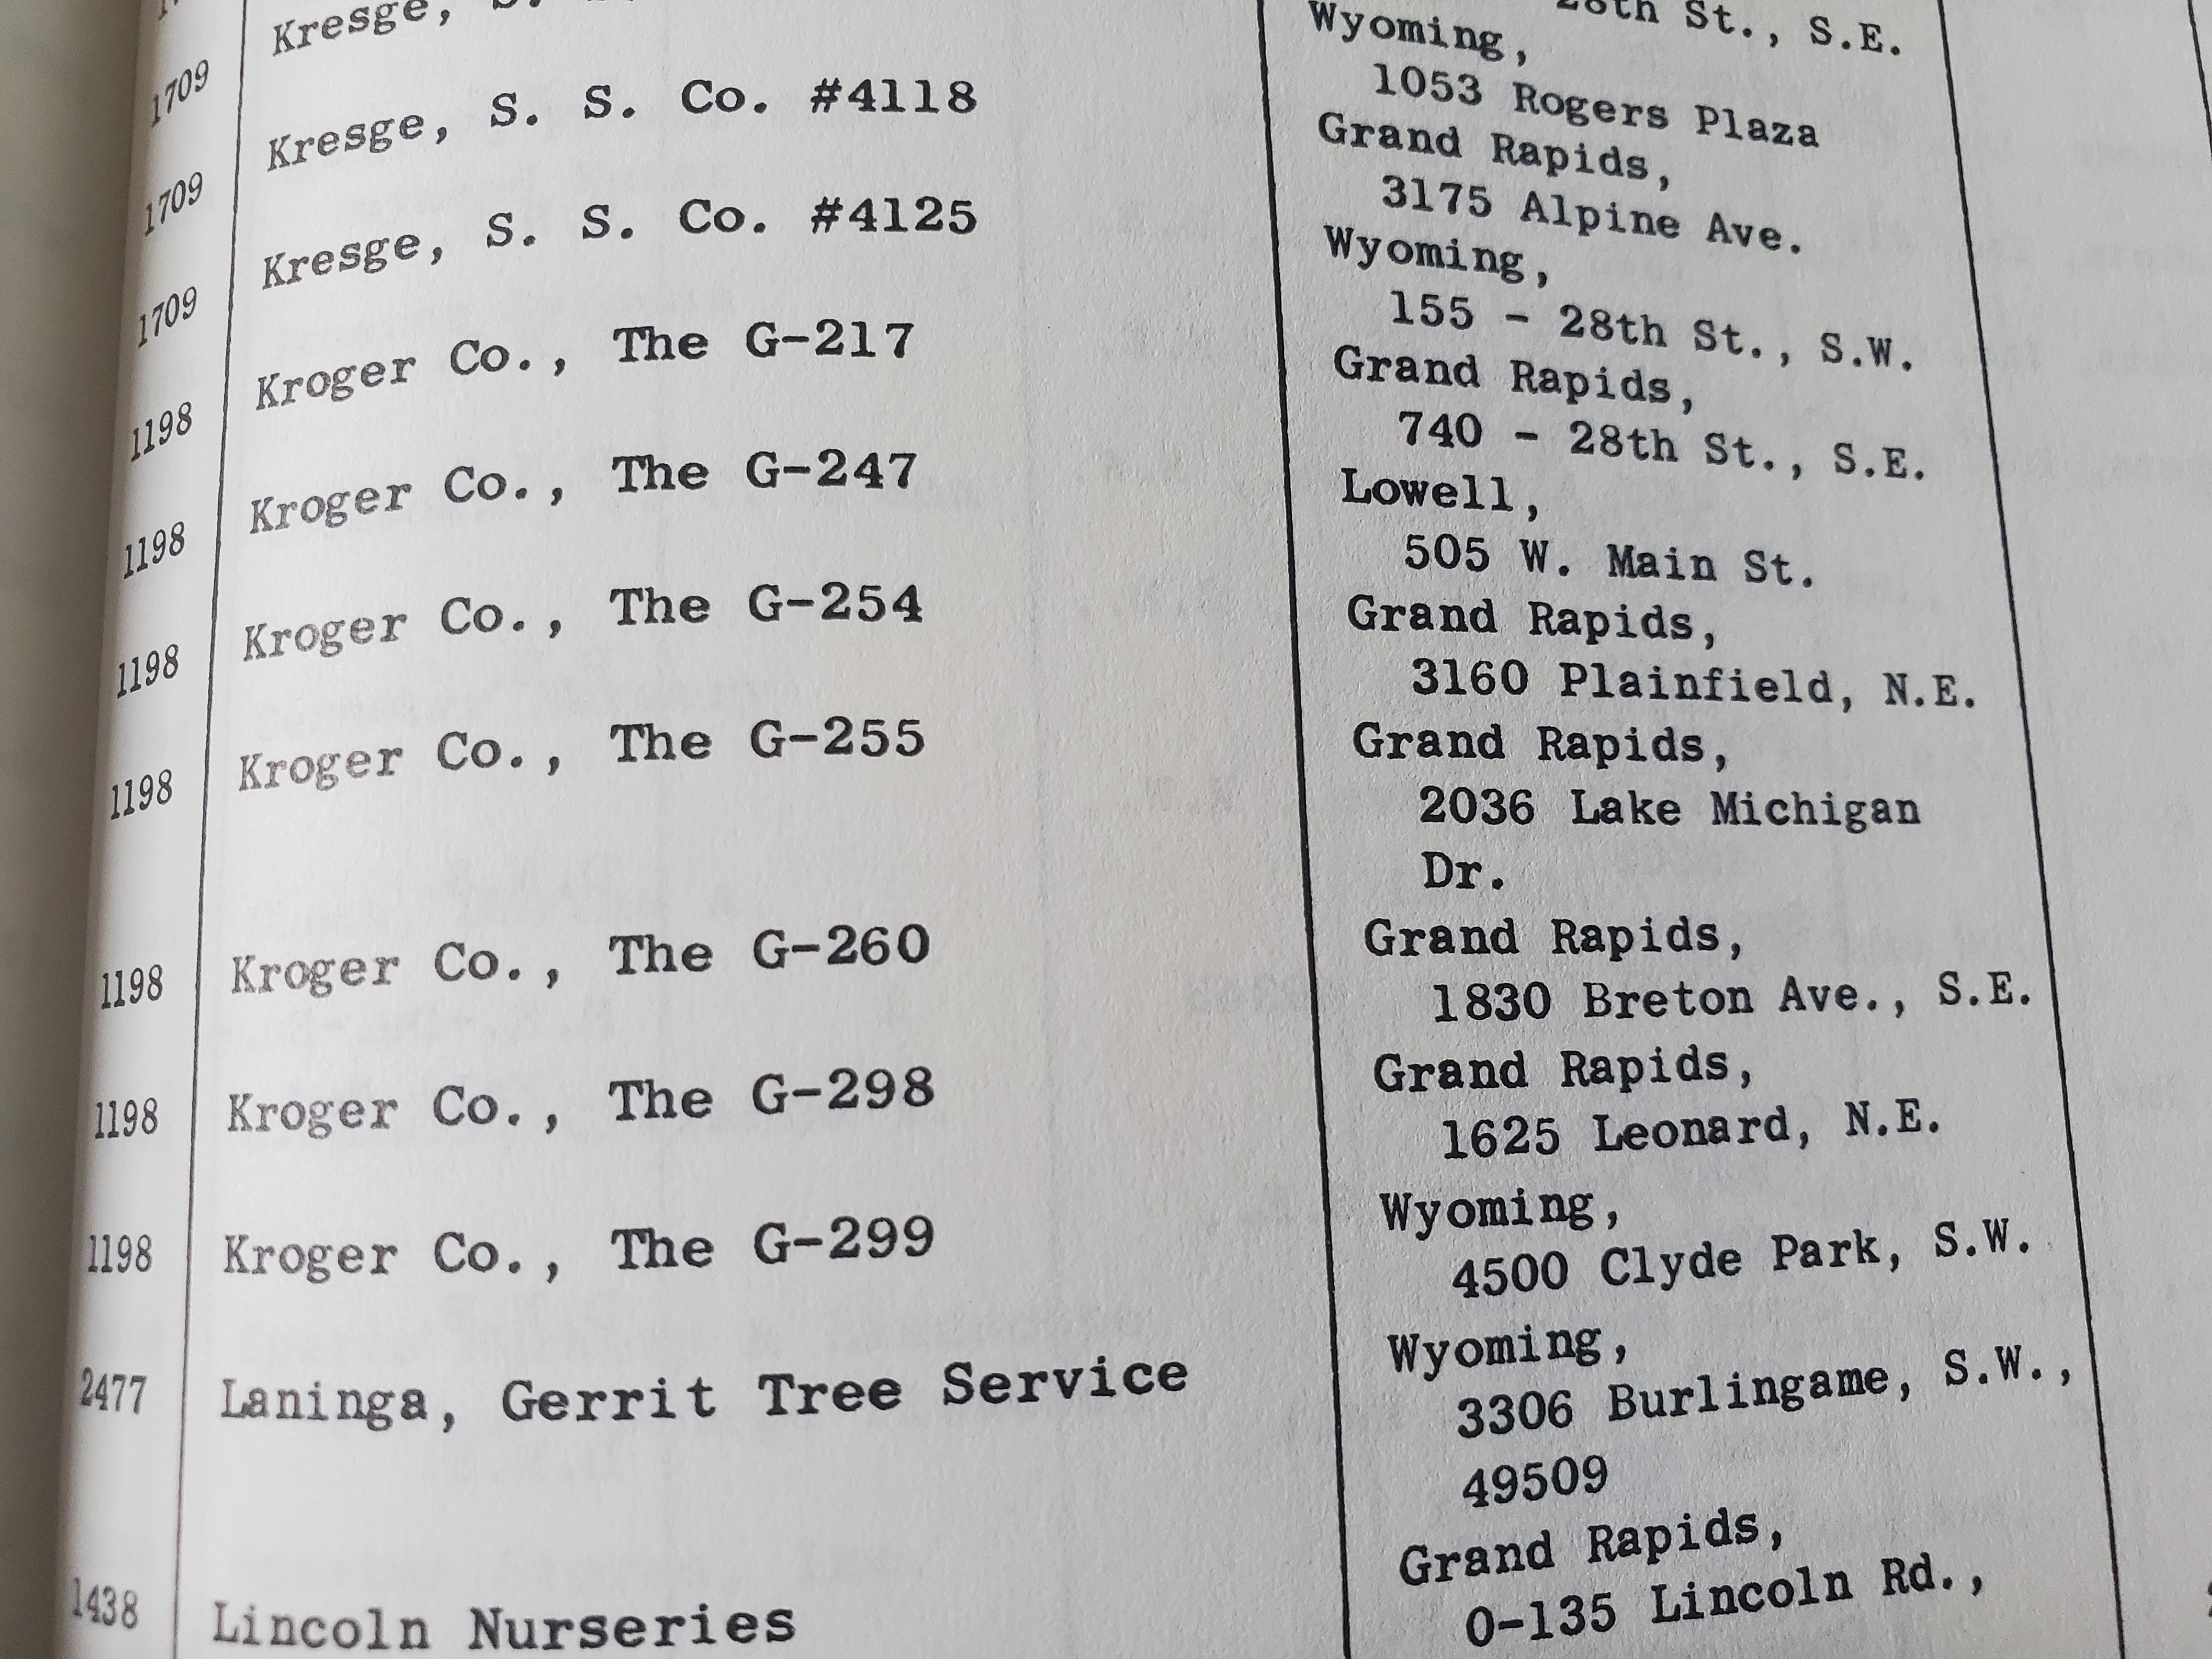 28th St., S.E.
1709 Kresge, S. Wyoming,
1053 Rogers Plaza
1709 Kresge, S. S. Co. #4118 Grand Rapids,
3175 Alpine Ave.
1709 Kresge, S. S. Co. #4125 Wyoming,
155 - 28th St., S.W.
1198 Kroger Co., The G-217 Grand Rapids,
740 - 28th St., S.E.
1198 Kroger Co., The G-247 Lowell,
505 W. Main St.
1198 Kroger Co., The G-254 Grand Rapids,
3160 Plainfield, N.E.
1198 Kroger Co., The G-255 Grand Rapids,
2036 Lake Michigan
Dr.
1198 Kroger Co., The G-260 Grand Rapids,
1830 Breton Ave., S.E.
1198 Kroger Co., The G-298 Grand Rapids,
1625 Leonard, N.E.
1198 Kroger Co., The G-299 Wyoming,
4500 Clyde Park, S.W.
2477 Laninga, Gerrit Tree Service Wyoming,
3306 Burlingame, S.W.,
49509
1438 Lincoln Nurseries Grand Rapids,
0-135 Lincoln Rd.,